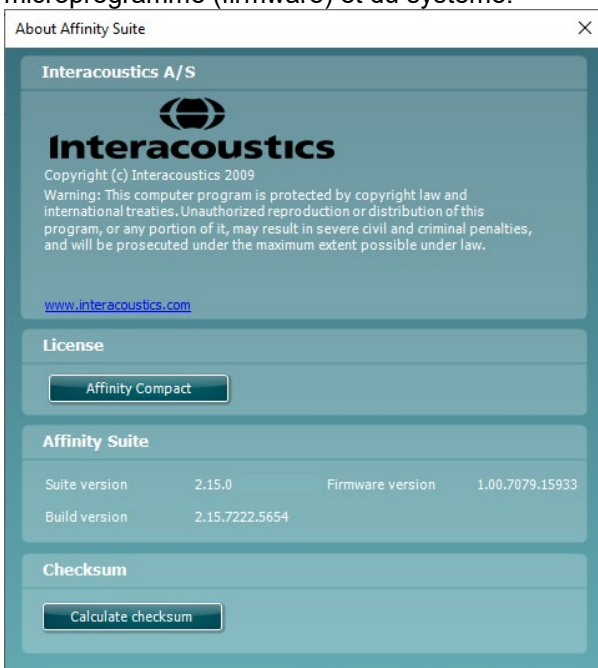 microprogramme (firmware) et du système.
About Affinity Suite
Interacoustics A/S
Interacoustics
Copyright (c) Interacoustics 2009
Warning: This computer program is protected by copyright law and
international treaties. Unauthorized reproduction or distribution of this
program, or any portion of it, may result in severe civil and criminal penalties,
and will be prosecuted under the maximum extent possible under law.
www.interacoustics.com
License
Affinity Compact
Affinity Suite
Suite version 2.15.0 Firmware version 1.00.7079.15933
Build version 2.15.7222.5654
Checksum
Calculate checksum